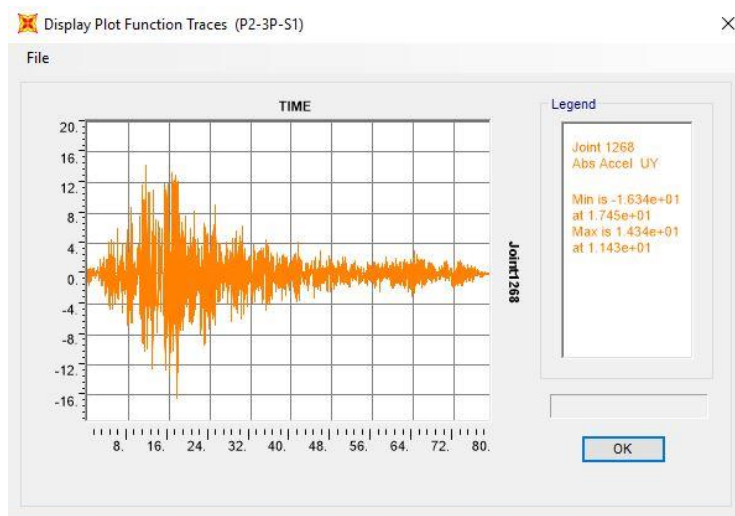 Display Plot Function Traces (P2-3P-S1)
File
TIME
20.
16.
12.
8.
4.
0.
-4.
-8.
-12.
-16.
8. 16. 24. 32. 40. 48. 56. 64. 72. 80.
Joint1268
Legend
Joint 1268
Abs Accel UY
Min is -1.634e+01
at 1.745e+01
Max is 1.434e+01
at 1.143e+01
OK